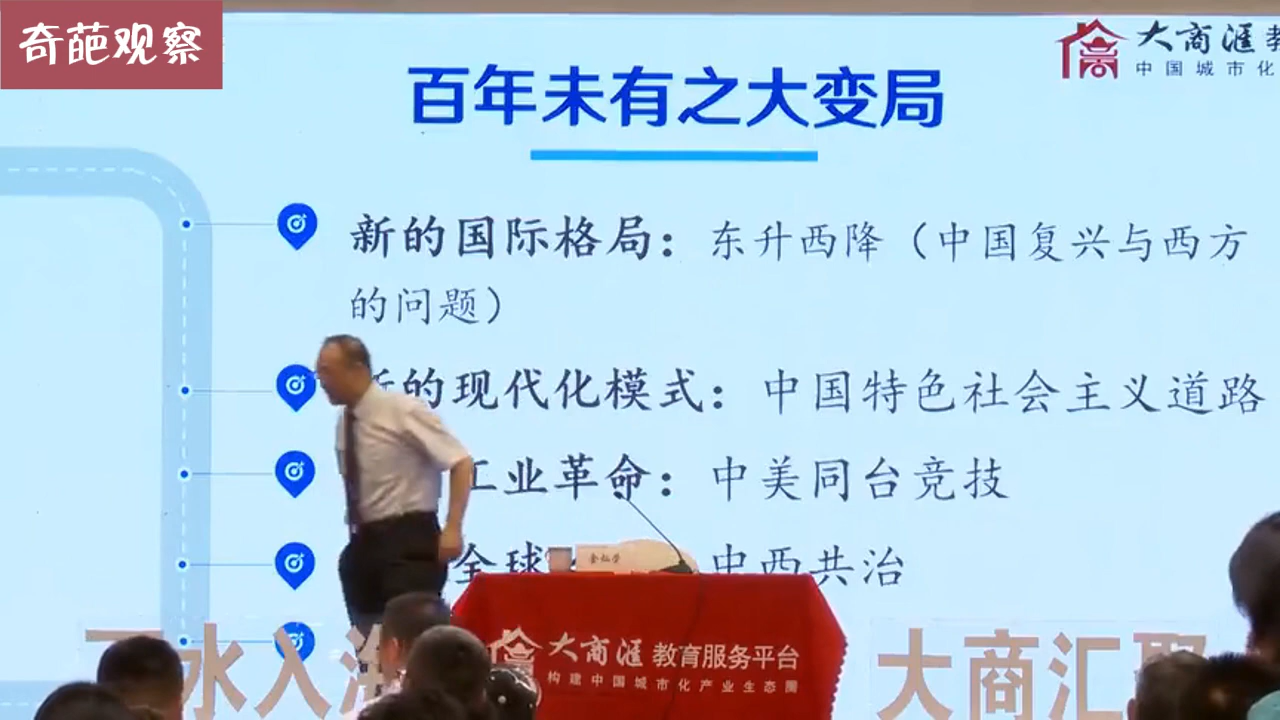 奇葩观察
大商滙教
中国城市化
百年未有之大变局
新的国际格局：东升西降（中国复兴与西方
的问题）
的现代化模式：中国特色社会主义道路
工业革命：中美同台竞技
全球
中西共治
金灿荣
水入海
大商滙 教育服务平台
构建中国城市化产业生态圈
大商汇聚